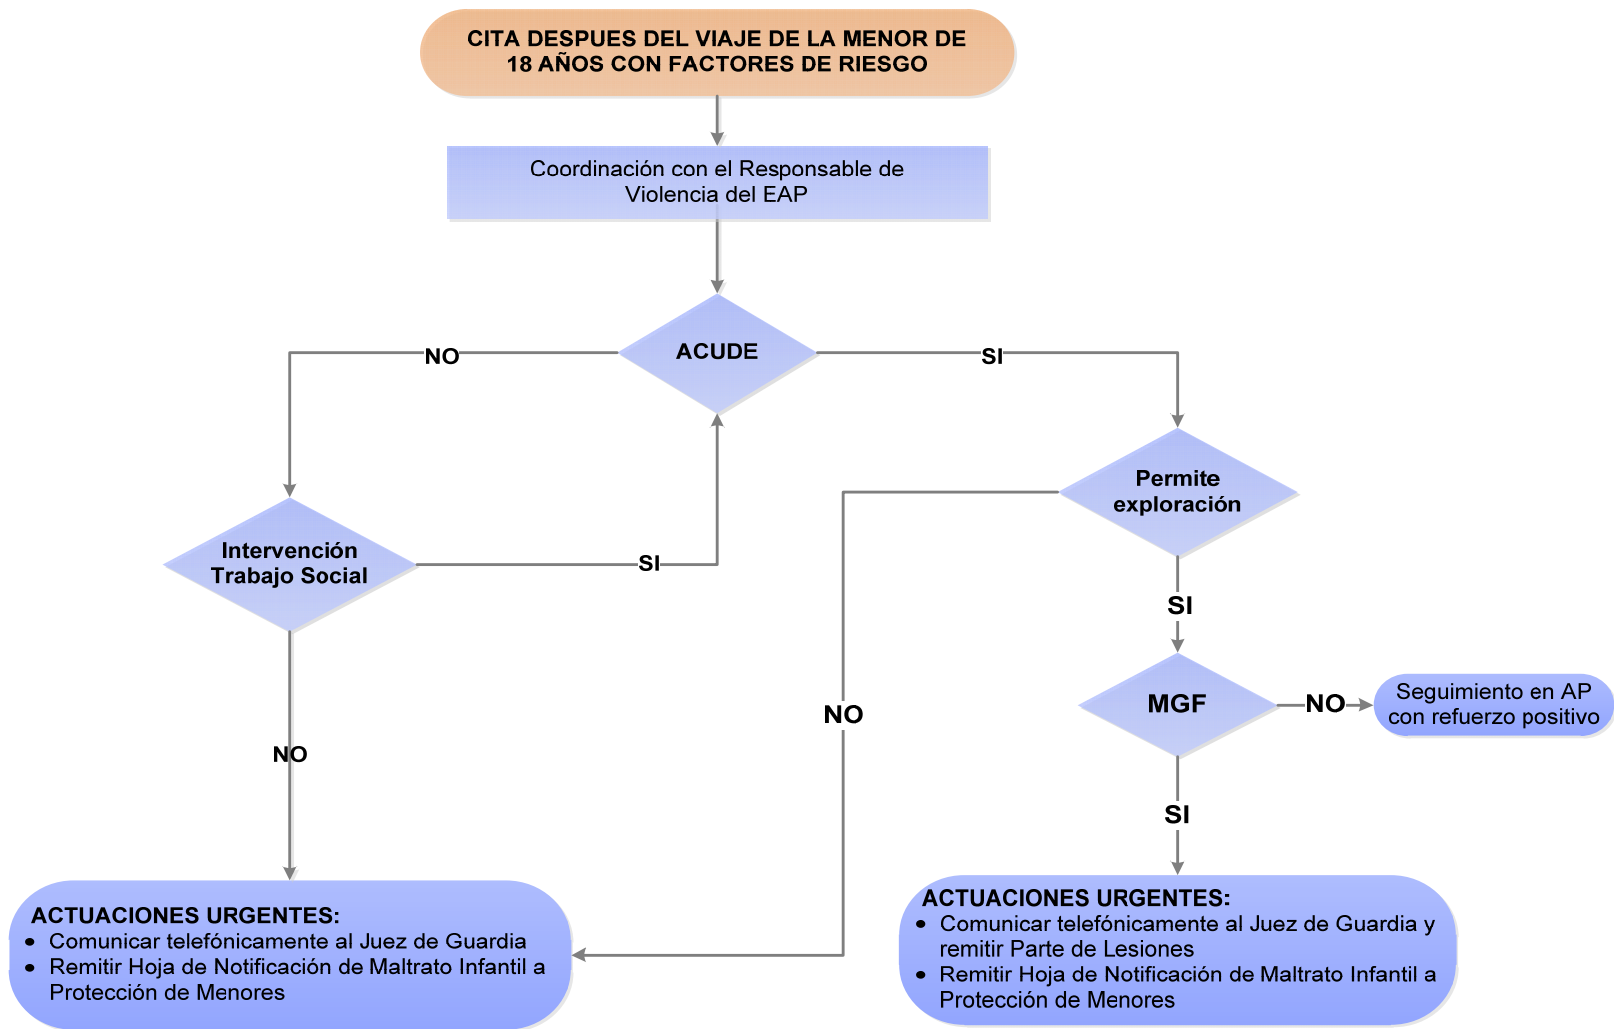 CITA DESPUES DEL VIAJE DE LA MENOR DE
18 AÑOS CON FACTORES DE RIESGO
Coordinación con el Responsable de
Violencia del EAP
ACUDE
NO
SI
Permite
exploración
Intervención
Trabajo Social
SI
SI
MGF
NO
Seguimiento en AP
con refuerzo positivo
NO
NO
SI
ACTUACIONES URGENTES:
• Comunicar telefónicamente al Juez de Guardia
• Remitir Hoja de Notificación de Maltrato Infantil a
Protección de Menores
ACTUACIONES URGENTES:
• Comunicar telefónicamente al Juez de Guardia y
remitir Parte de Lesiones
• Remitir Hoja de Notificación de Maltrato Infantil a
Protección de Menores